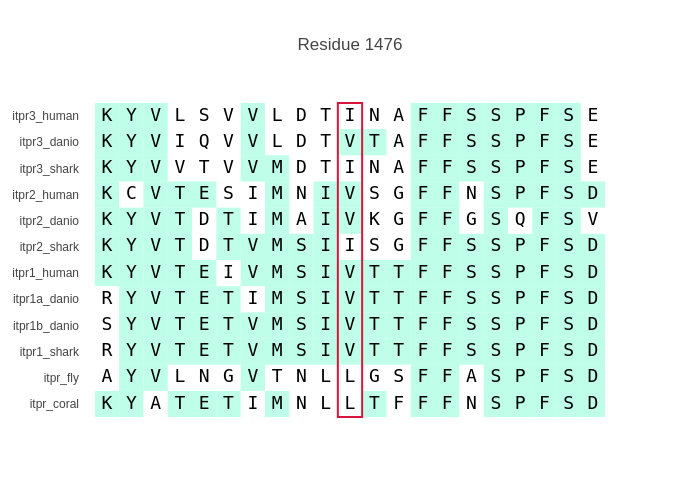 Residue 1476
itpr3_human K Y V L S V V L D T I N A F F S S P F S E
itpr3_danio K Y V I Q V V L D T V T A F F S S P F S E
itpr3_shark K Y V V T V V M D T I N A F F S S P F S E
itpr2_human K C V T E S I M N I V S G F F N S P F S D
itpr2_danio K Y V T D T I M A I V K G F F G S Q F S V
itpr2_shark K Y V T D T V M S I I S G F F S S P F S D
itpr1_human K Y V T E I V M S I V T T F F S S P F S D
itpr1a_danio R Y V T E T I M S I V T T F F S S P F S D
itpr1b_danio S Y V T E T V M S I V T T F F S S P F S D
itpr1_shark R Y V T E T V M S I V T T F F S S P F S D
itpr_fly A Y V L N G V T N L L G S F F A S P F S D
itpr_coral K Y A T E T I M N L L T F F F N S P F S D